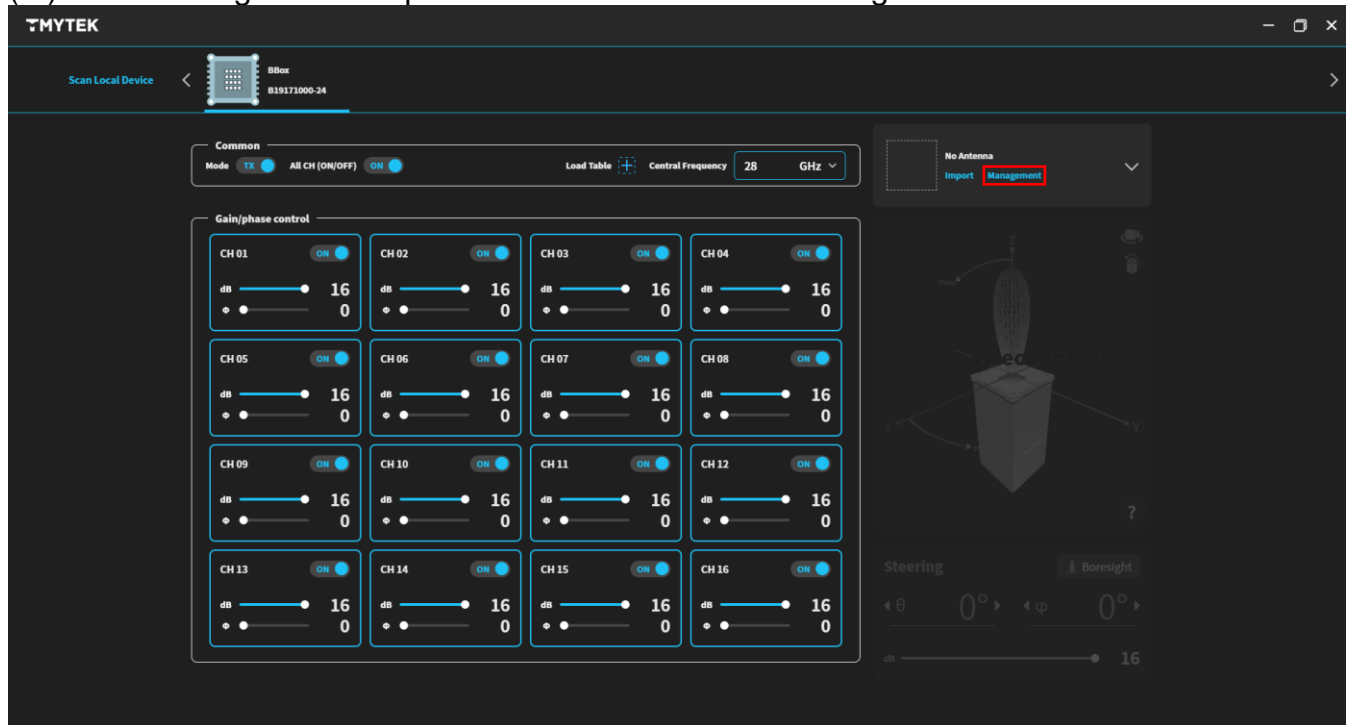 TMYTEK
Scan Local Device
BBox
B19171000-24
Common
Mode TX All CH (ON/OFF) ON Load Table Central Frequency 28 GHz
No Antenna
Import Management
Gain/phase control
CH 01 ON CH 02 ON CH 03 ON CH 04 ON
dB 16 dB 16 dB 16 dB 16
Φ 0 Φ 0 Φ 0 Φ 0
CH 05 ON CH 06 ON CH 07 ON CH 08 ON
dB 16 dB 16 dB 16 dB 16
Φ 0 Φ 0 Φ 0 Φ 0
CH 09 ON CH 10 ON CH 11 ON CH 12 ON
dB 16 dB 16 dB 16 dB 16
Φ 0 Φ 0 Φ 0 Φ 0
CH 13 ON CH 14 ON CH 15 ON CH 16 ON
dB 16 dB 16 dB 16 dB 16
Φ 0 Φ 0 Φ 0 Φ 0
Z
Theta
Please select antenna
X
Y
?
Steering Boresight
θ 0° φ 0°
dB 16